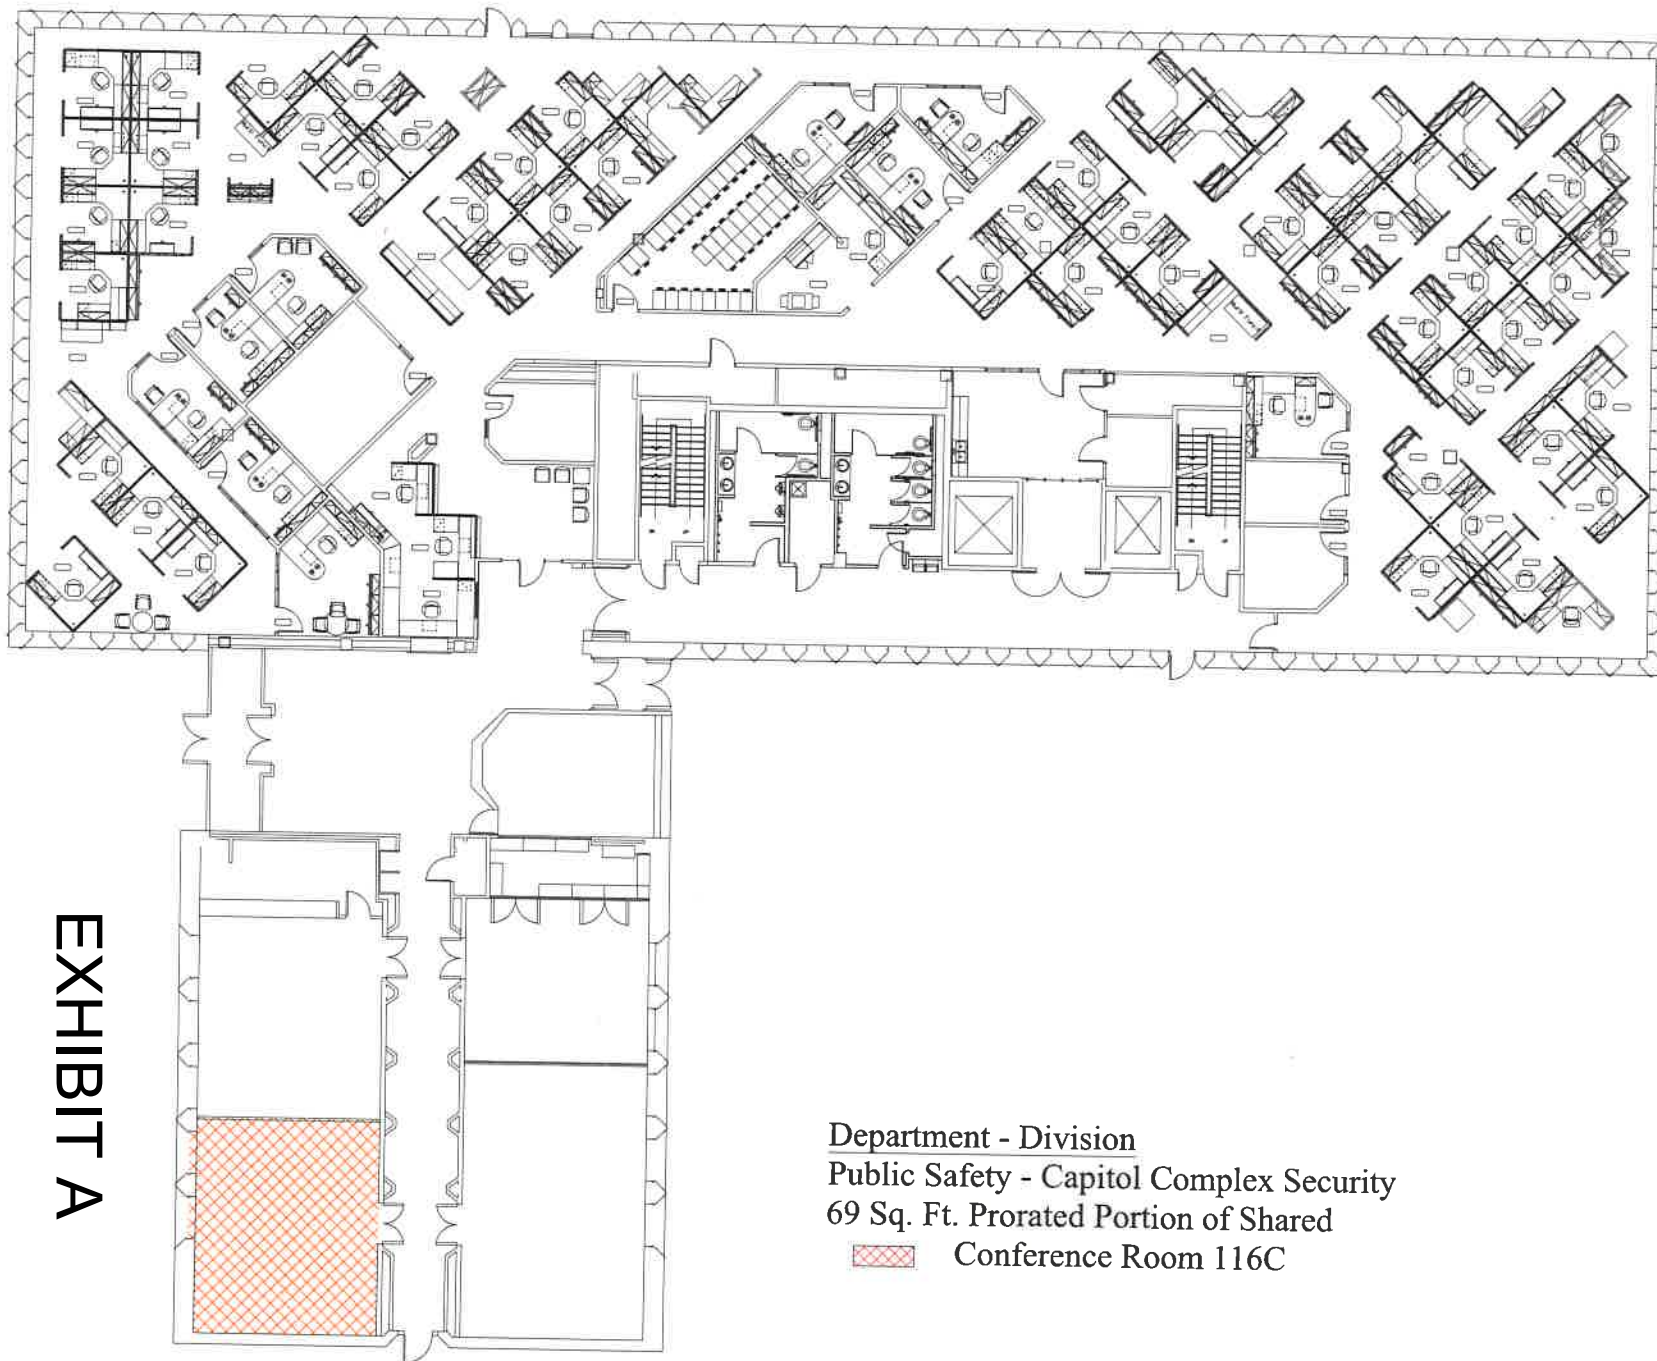 EXHIBIT A
Department - Division
Public Safety - Capitol Complex Security
69 Sq. Ft. Prorated Portion of Shared
Conference Room 116C